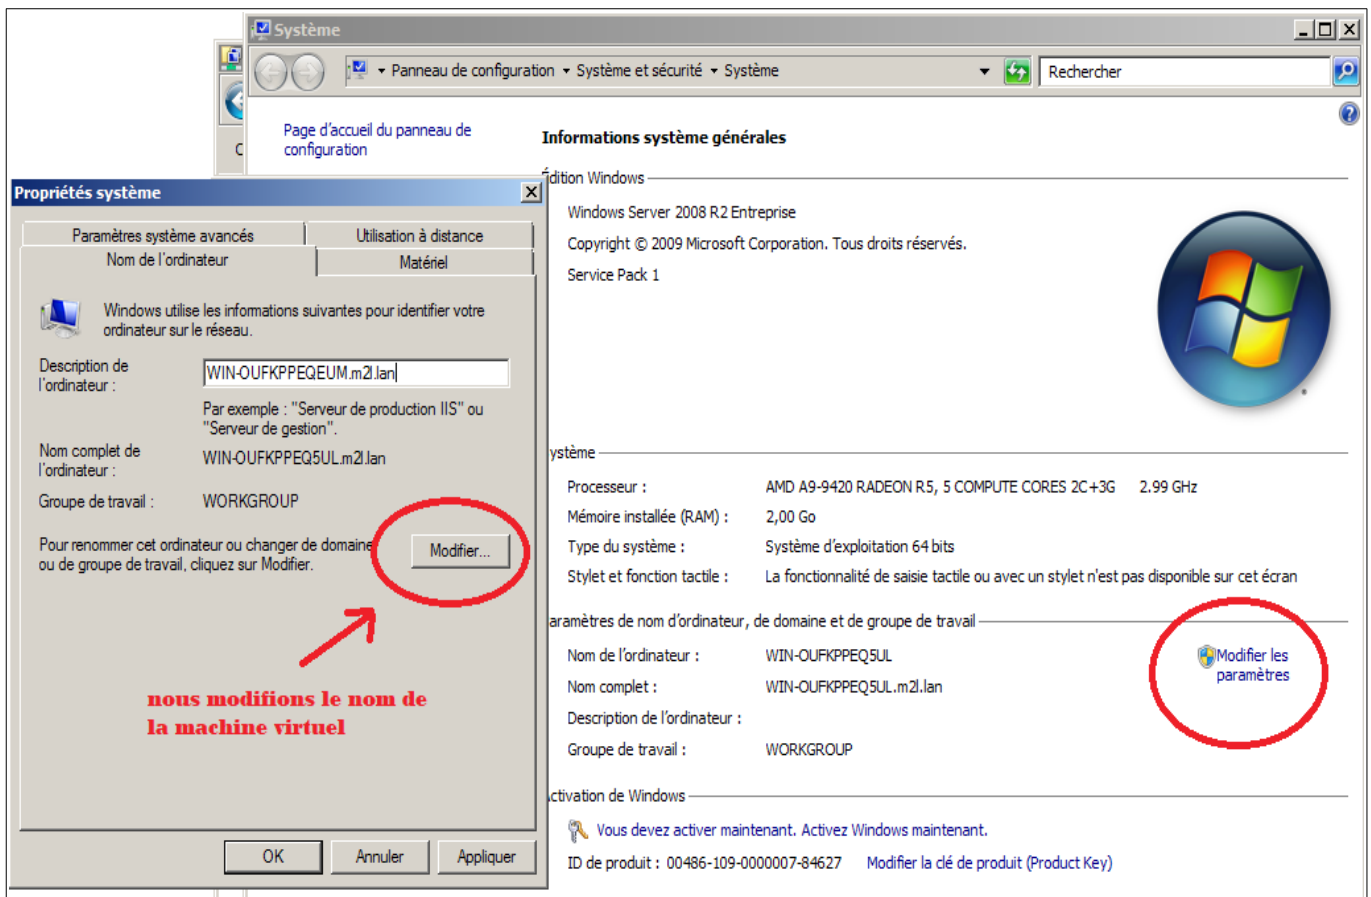 Système
Panneau de configuration Système et sécurité Système
Rechercher
Page d'accueil du panneau de
configuration
C
Informations système générales
Édition Windows
Windows Server 2008 R2 Entreprise
Copyright © 2009 Microsoft Corporation. Tous droits réservés.
Service Pack 1
ystème
Processeur : AMD A9-9420 RADEON R5, 5 COMPUTE CORES 2C+3G 2.99 GHz
Mémoire installée (RAM) : 2,00 Go
Type du système : Système d'exploitation 64 bits
Stylet et fonction tactile : La fonctionnalité de saisie tactile ou avec un stylet n'est pas disponible sur cet écran
aramètres de nom d'ordinateur, de domaine et de groupe de travail
Nom de l'ordinateur : WIN-OUFKPPEQ5UL
Modifier les
paramètres
Nom complet : WIN-OUFKPPEQ5UL.m2l.lan
Description de l'ordinateur :
Groupe de travail : WORKGROUP
Activation de Windows
Vous devez activer maintenant. Activez Windows maintenant.
ID de produit : 00486-109-0000007-84627 Modifier la clé de produit (Product Key)
Propriétés système
Paramètres système avancés Utilisation à distance
Nom de l'ordinateur Matériel
Windows utilise les informations suivantes pour identifier votre
ordinateur sur le réseau.
Description de
l'ordinateur :
WIN-OUFKPPEQEUM.m2l.lan
Par exemple : "Serveur de production IIS" ou
"Serveur de gestion".
Nom complet de
l'ordinateur :
WIN-OUFKPPEQ5UL.m2l.lan
Groupe de travail : WORKGROUP
Pour renommer cet ordinateur ou changer de domaine
ou de groupe de travail, cliquez sur Modifier.
Modifier...
nous modifions le nom de
la machine virtuel
OK Annuler Appliquer